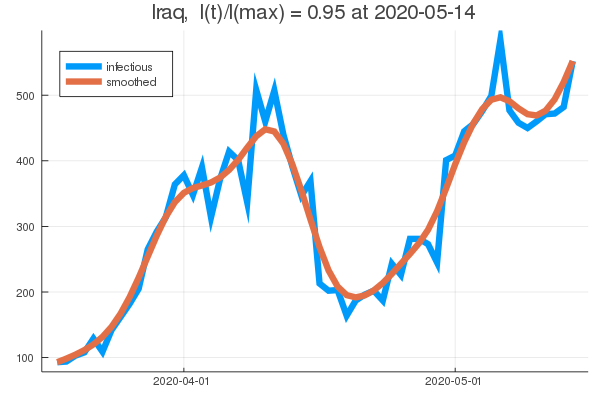 Iraq, I(t)/I(max) = 0.95 at 2020-05-14
infectious
smoothed
500
400
300
200
100
2020-04-01
2020-05-01